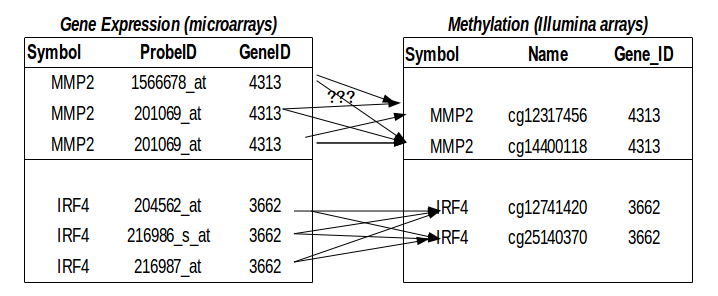 Gene Expression (microarrays) Methylation (Illumina arrays)
Symbol ProbeID GeneID Symbol Name Gene_ID
MMP2 1566678_at 4313
???
MMP2 201069_at 4313 MMP2 cg12317456 4313
MMP2 201069_at 4313 MMP2 cg14400118 4313
IRF4 204562_at 3662 IRF4 cg12741420 3662
IRF4 216986_s_at 3662 IRF4 cg25140370 3662
IRF4 216987_at 3662